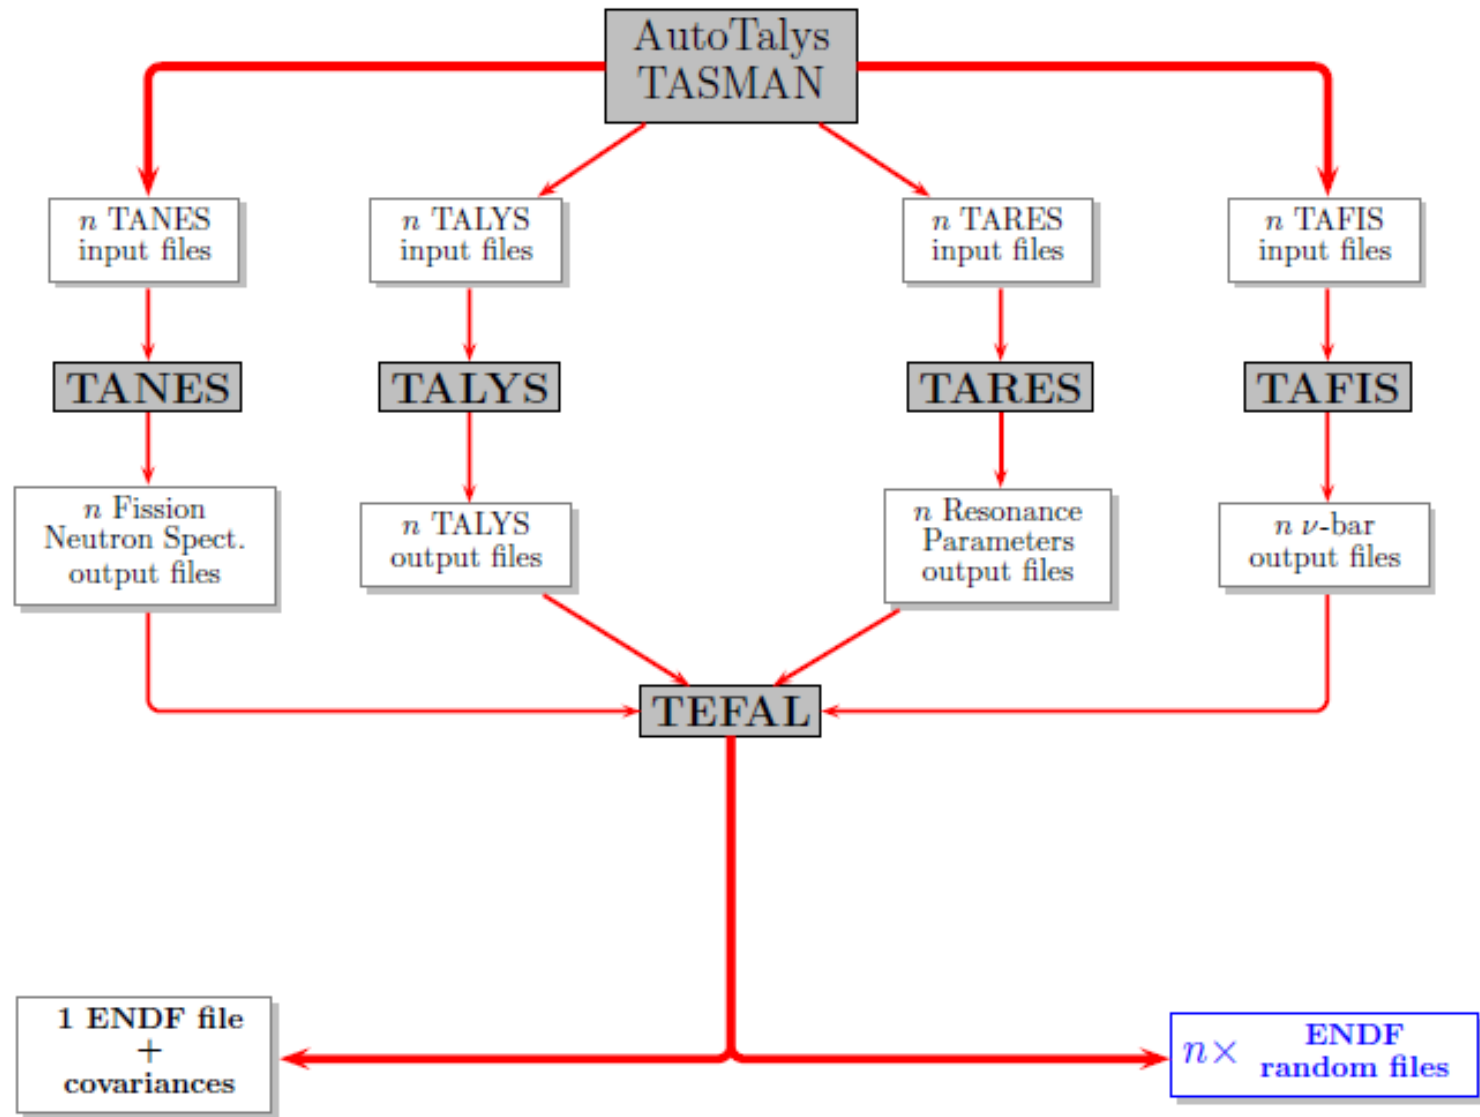 AutoTalys
TASMAN
n TANES
input files
n TALYS
input files
n TARES
input files
n TAFIS
input files
TANES
TALYS
TARES
TAFIS
n Fission
Neutron Spect.
output files
n TALYS
output files
n Resonance
Parameters
output files
n ν-bar
output files
TEFAL
1 ENDF file
+
covariances
n× ENDF
random files